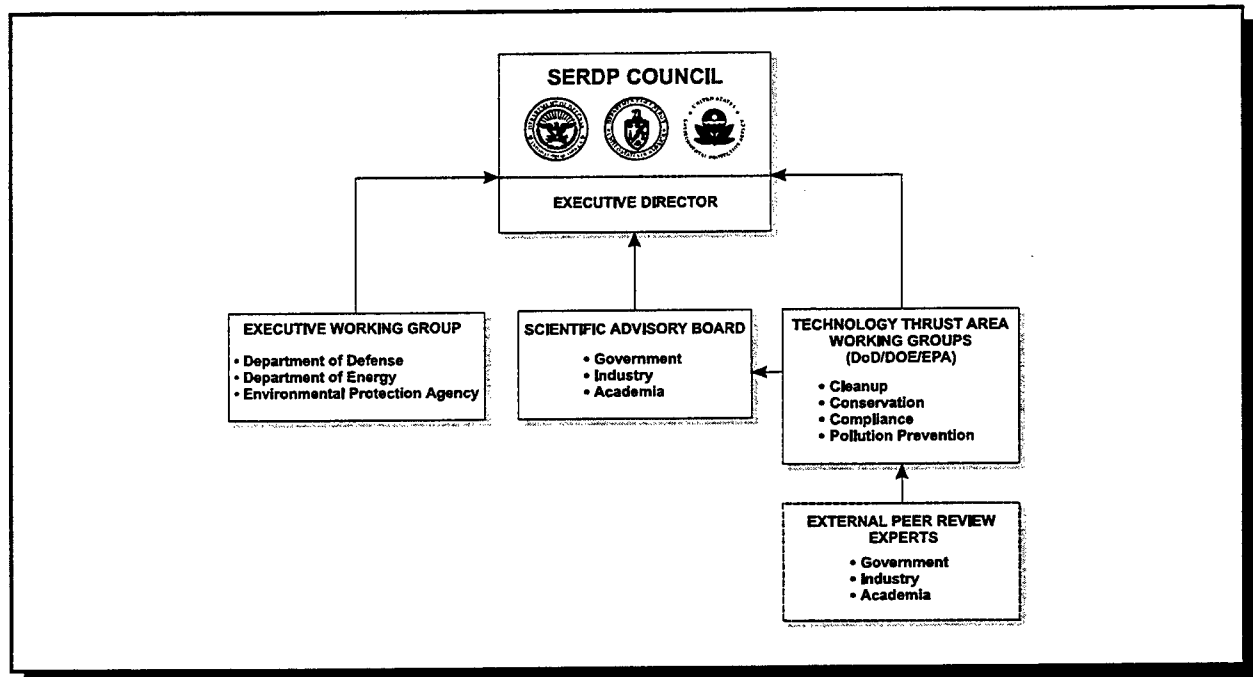 SERDP COUNCIL
EXECUTIVE DIRECTOR
EXECUTIVE WORKING GROUP
• Department of Defense
• Department of Energy
• Environmental Protection Agency
SCIENTIFIC ADVISORY BOARD
• Government
• Industry
• Academia
TECHNOLOGY THRUST AREA
WORKING GROUPS
(DoD/DOE/EPA)
• Cleanup
• Conservation
• Compliance
• Pollution Prevention
EXTERNAL PEER REVIEW
EXPERTS
• Government
• Industry
• Academia